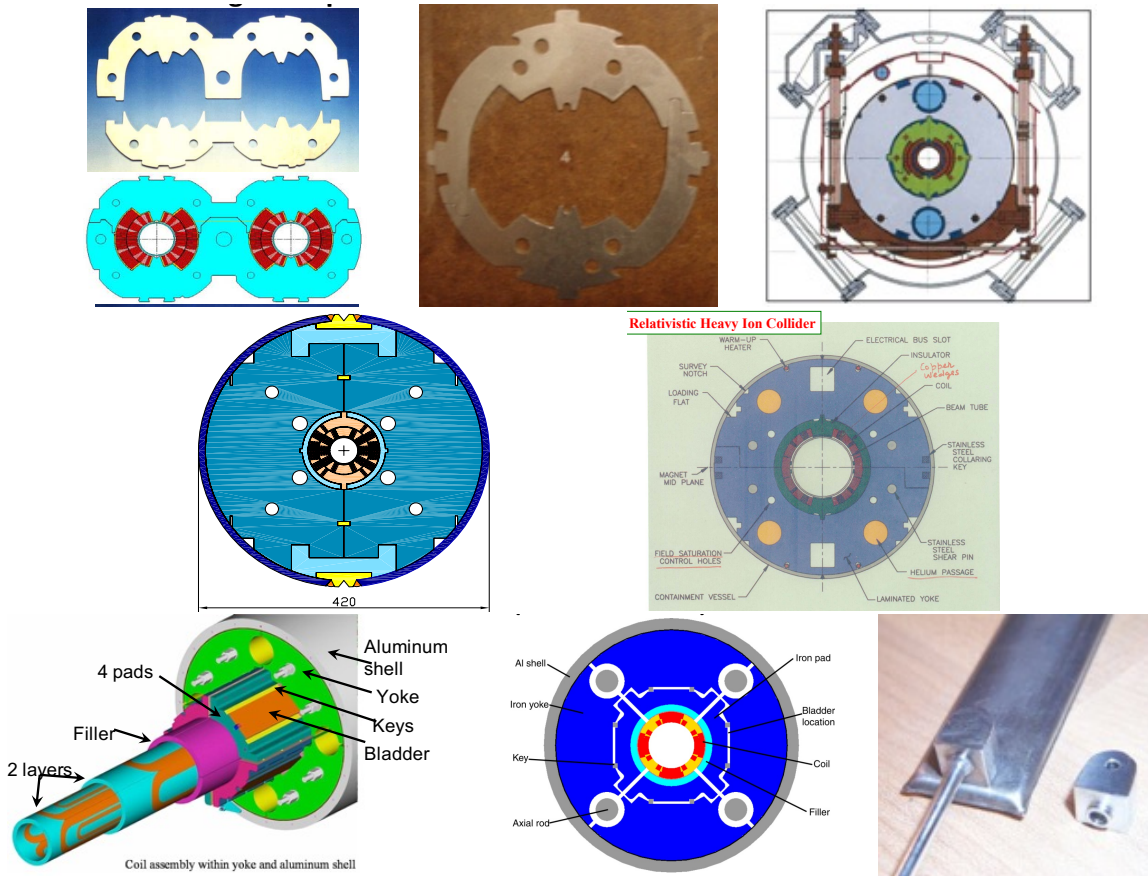 4
420
Relativistic Heavy Ion Collider
WARM-UP
HEATER
ELECTRICAL BUS SLOT
INSULATOR
Copper
wedges
SURVEY
NOTCH
COIL
LOADING
FLAT
BEAM TUBE
STAINLESS
STEEL
COLLARING
KEY
MAGNET
MID PLANE
STAINLESS
STEEL
SHEAR PIN
FIELD SATURATION
CONTROL HOLES
HELIUM PASSAGE
CONTAINMENT VESSEL
LAMINATED YOKE
Aluminum
shell
4 pads
Yoke
Keys
Filler
Bladder
2 layers
Coil assembly within yoke and aluminum shell
Al shell
Iron pad
Iron yoke
Bladder
location
Key
Coil
Filler
Axial rod